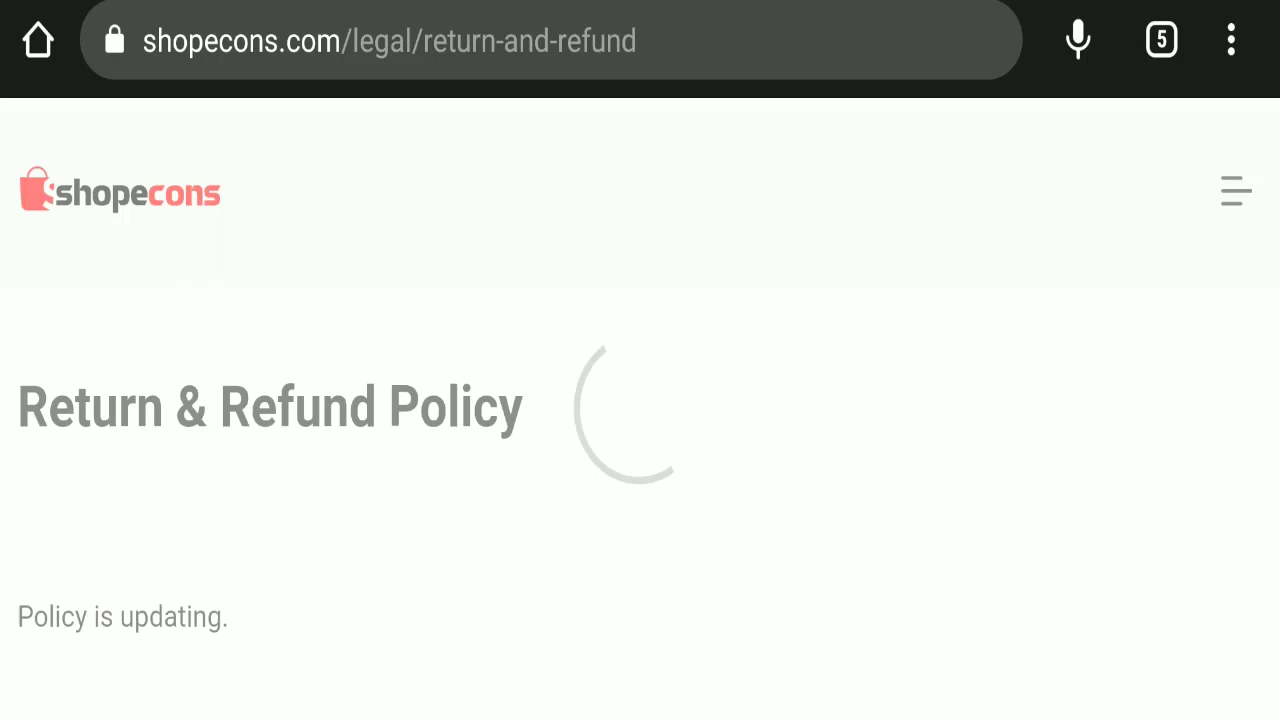 shopecons.com/legal/return-and-refund
5
shopecons
Return & Refund Policy
Policy is updating.